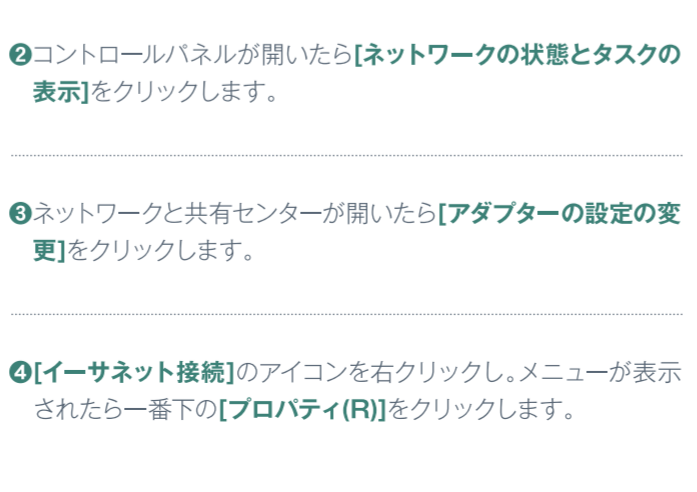 ❷コントロールパネルが開いたら[ネットワークの状態とタスクの
表示]をクリックします。
❸ネットワークと共有センターが開いたら[アダプターの設定の変
更]をクリックします。
❹[イーサネット接続]のアイコンを右クリックし。メニューが表示
されたら一番下の[プロパティ(R)]をクリックします。